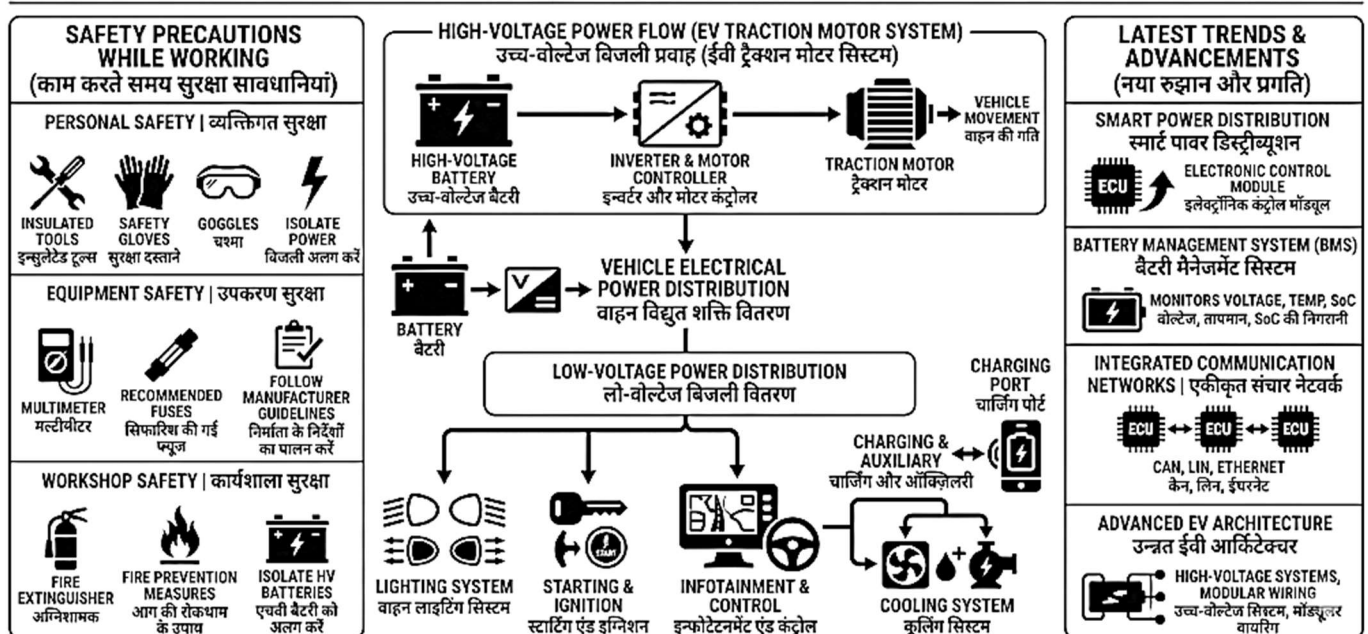 SAFETY PRECAUTIONS
WHILE WORKING
(काम करते समय सुरक्षा सावधानियां)
PERSONAL SAFETY | व्यक्तिगत सुरक्षा
INSULATED
TOOLS
इन्सुलेटेड टूल्स
SAFETY
GLOVES
सुरक्षा दस्ताने
GOGGLES
चश्मा
ISOLATE
POWER
बिजली अलग करें
EQUIPMENT SAFETY | उपकरण सुरक्षा
MULTIMETER
मल्टीमीटर
RECOMMENDED
FUSES
सिफारिश की गई
फ्यूज
FOLLOW
MANUFACTURER
GUIDELINES
निर्माता के निर्देशों
का पालन करें
WORKSHOP SAFETY | कार्यशाला सुरक्षा
FIRE
EXTINGUISHER
अग्निशामक
FIRE PREVENTION
MEASURES
आग की रोकथाम
के उपाय
ISOLATE HV
BATTERIES
एचवी बैटरी को
अलग करें
HIGH-VOLTAGE POWER FLOW (EV TRACTION MOTOR SYSTEM)
उच्च-वोल्टेज बिजली प्रवाह (ईवी ट्रैक्शन मोटर सिस्टम)
HIGH-VOLTAGE
BATTERY
उच्च-वोल्टेज बैटरी
INVERTER & MOTOR
CONTROLLER
इन्वर्टर और मोटर कंट्रोलर
TRACTION MOTOR
ट्रैक्शन मोटर
VEHICLE
MOVEMENT
वाहन की गति
BATTERY
बैटरी
V
VEHICLE ELECTRICAL
POWER DISTRIBUTION
वाहन विद्युत शक्ति वितरण
LOW-VOLTAGE POWER DISTRIBUTION
लो-वोल्टेज बिजली वितरण
CHARGING
PORT
चार्जिंग पोर्ट
CHARGING &
AUXILIARY
चार्जिंग और ऑक्ज़िलरी
LIGHTING SYSTEM
वाहन लाइटिंग सिस्टम
START
STARTING &
IGNITION
स्टार्टिंग एंड इग्निशन
INFOTAINMENT &
CONTROL
इन्फोटेनमेंट एंड कंट्रोल
COOLING SYSTEM
कूलिंग सिस्टम
LATEST TRENDS &
ADVANCEMENTS
(नया रुझान और प्रगति)
SMART POWER DISTRIBUTION
स्मार्ट पावर डिस्ट्रीब्यूशन
ECU
ELECTRONIC CONTROL
MODULE
इलेक्ट्रॉनिक कंट्रोल मॉड्यूल
BATTERY MANAGEMENT SYSTEM (BMS)
बैटरी मैनेजमेंट सिस्टम
MONITORS VOLTAGE, TEMP, SoC
वोल्टेज, तापमान, SoC की निगरानी
INTEGRATED COMMUNICATION
NETWORKS | एकीकृत संचार नेटवर्क
ECU ECU ECU
CAN, LIN, ETHERNET
केन, लिन, ईथरनेट
ADVANCED EV ARCHITECTURE
उन्नत ईवी आर्किटेक्चर
HIGH-VOLTAGE SYSTEMS,
MODULAR WIRING
उच्च-वोल्टेज सिस्टम, मॉड्यूलर
वायरिंग